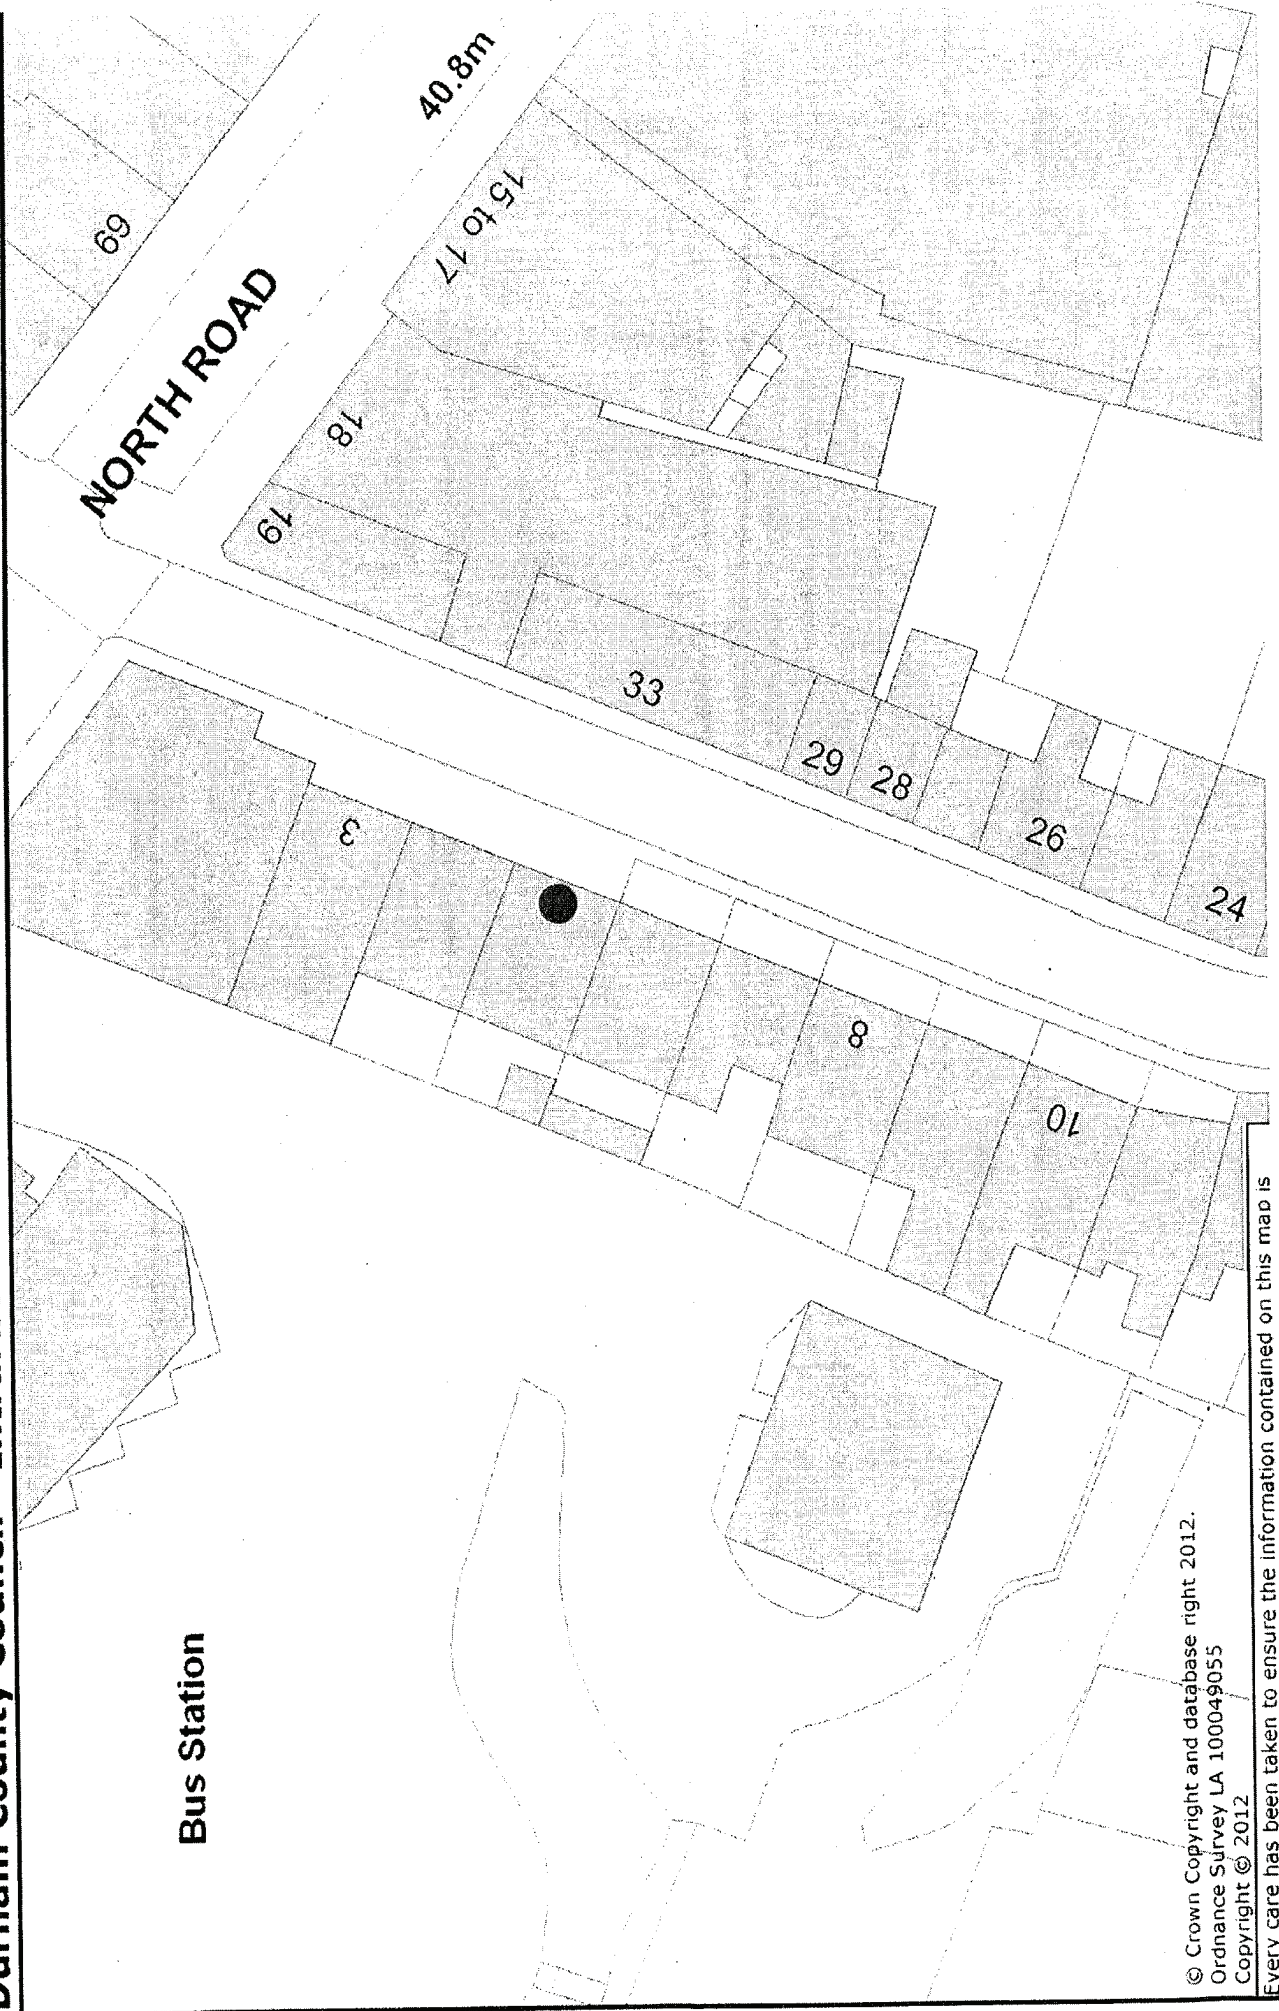 Durham County Council
69
40.8m
NORTH ROAD
15 to 17
18
19
33
29
28
26
24
3
8
10
Bus Station
© Crown Copyright and database right 2012.
Ordnance Survey LA 100049055
Copyright © 2012
Every care has been taken to ensure the information contained on this map is